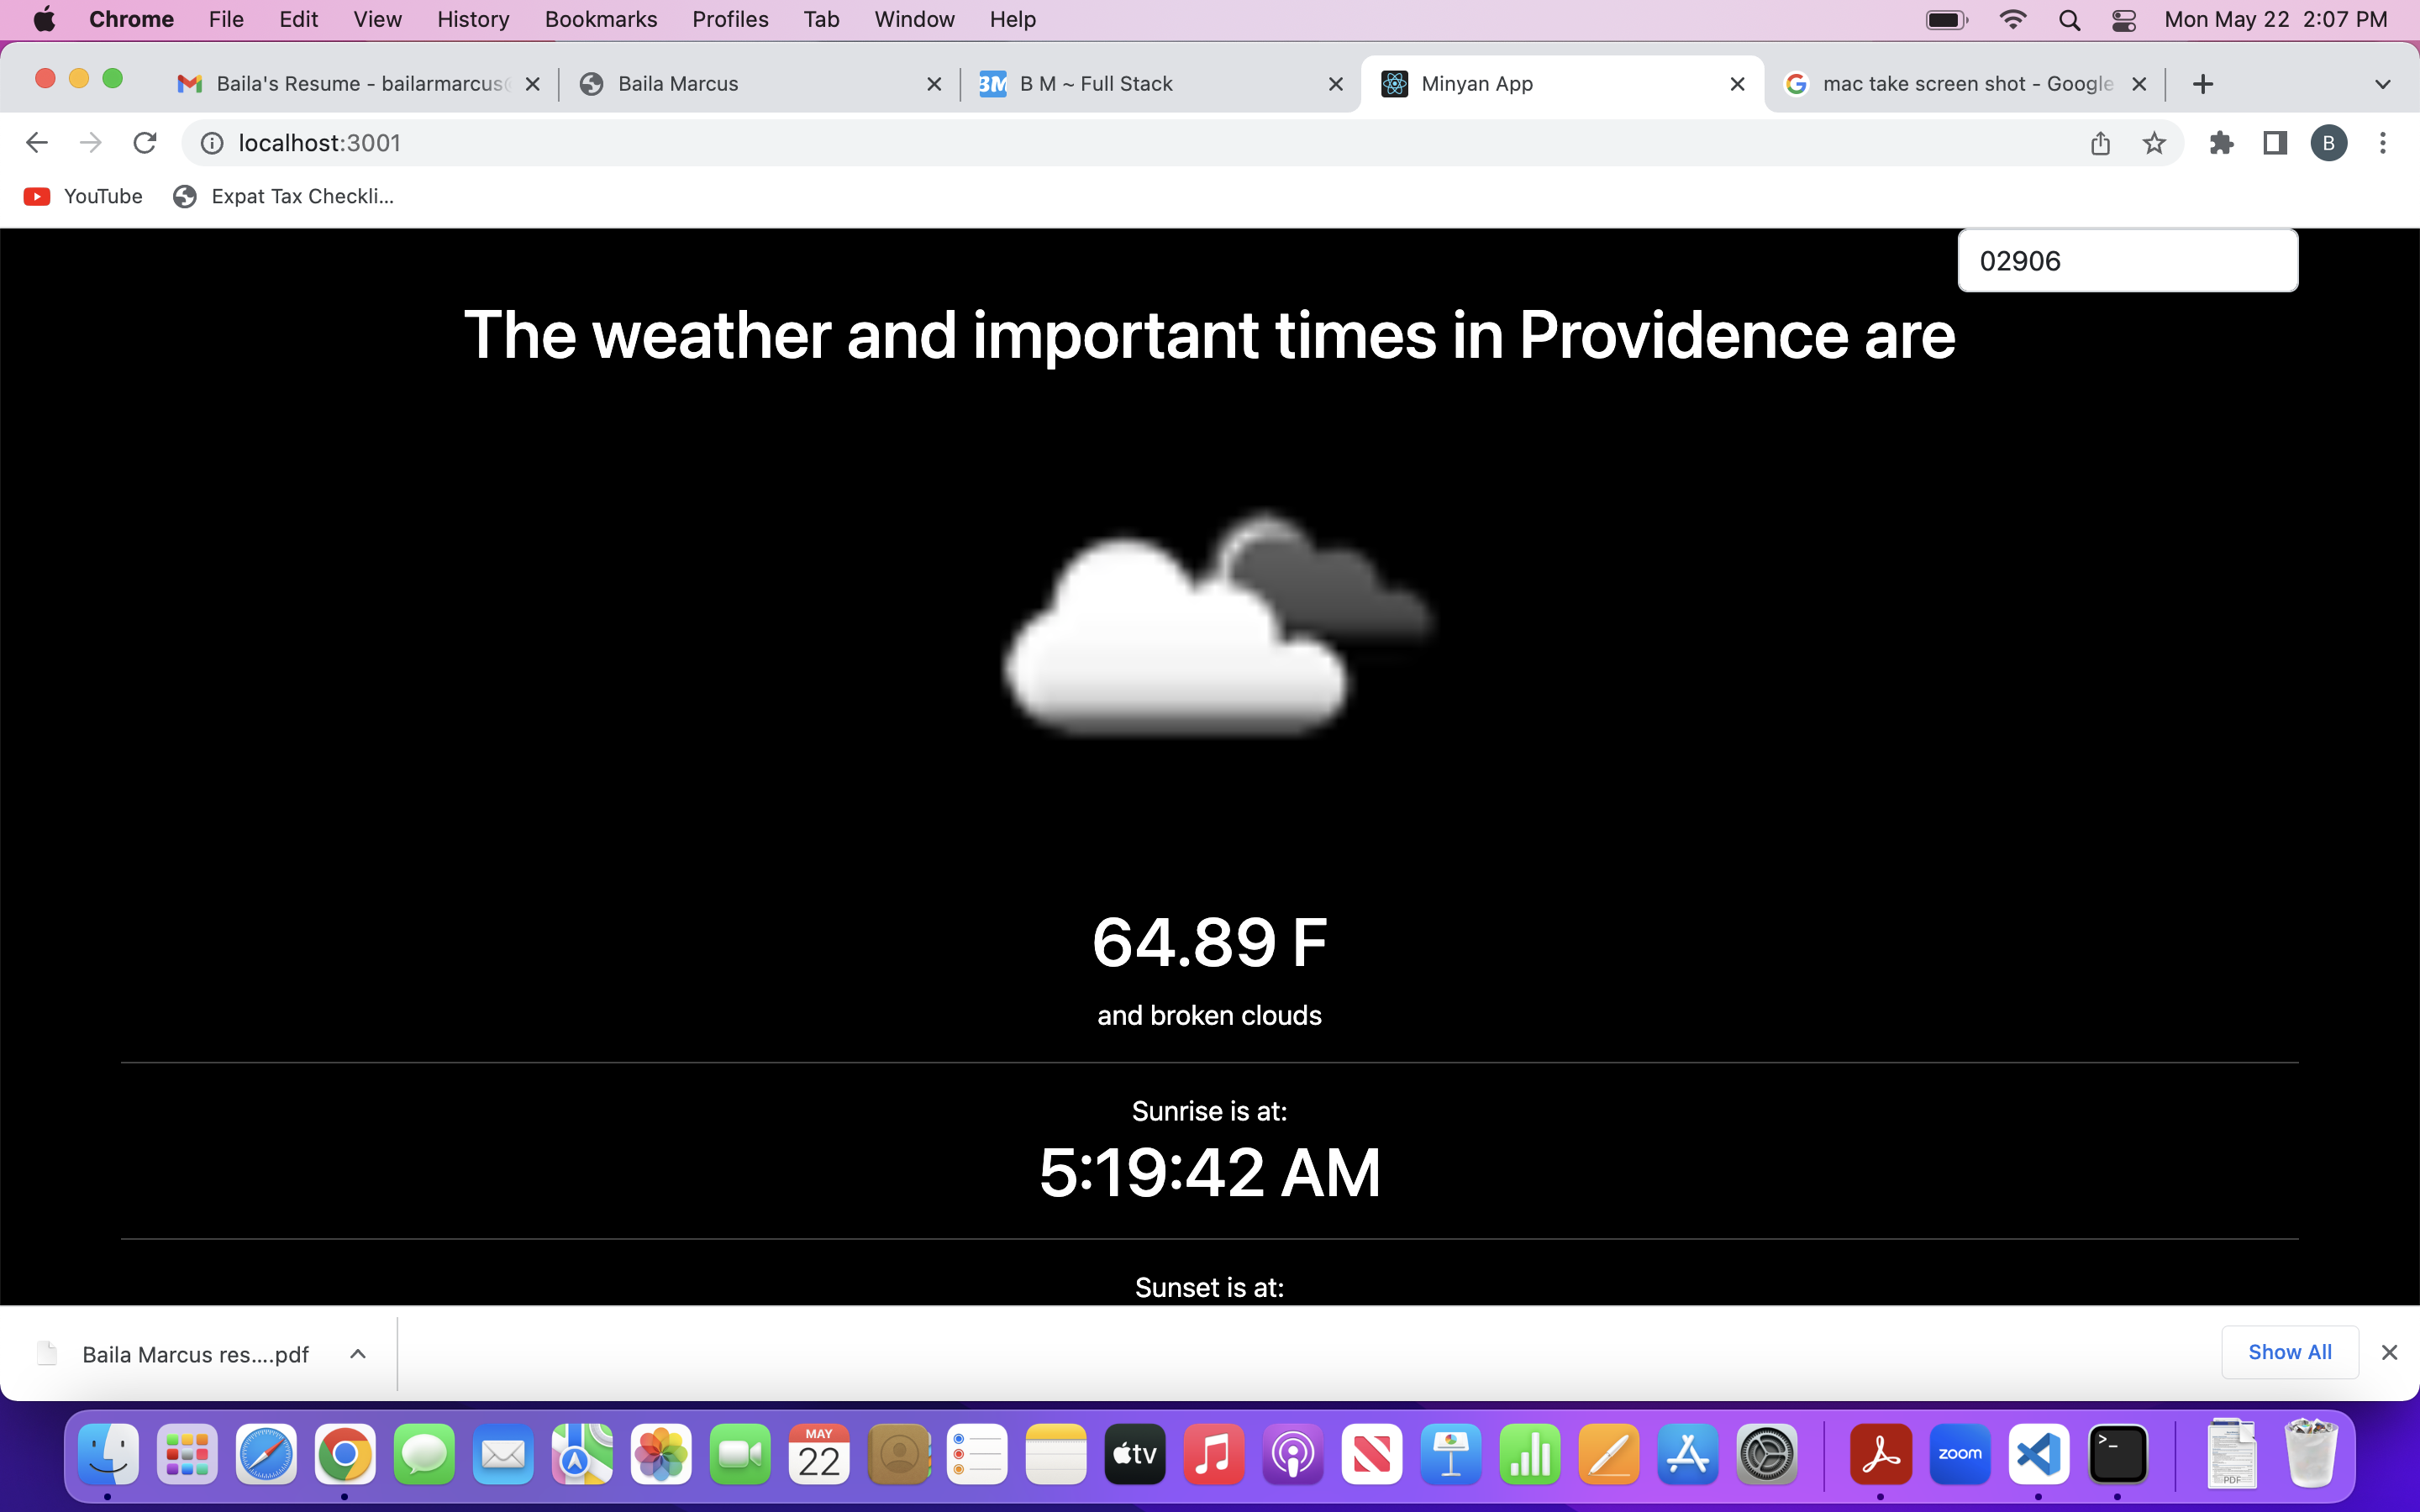 Chrome File Edit View History Bookmarks Profiles Tab Window Help Mon May 22 2:07 PM
Baila's Resume - bailarmarcus Baila Marcus BM B M ~ Full Stack Minyan App mac take screen shot - Google
localhost:3001 B
YouTube Expat Tax Checkli...
02906
The weather and important times in Providence are
64.89 F
and broken clouds
Sunrise is at:
5:19:42 AM
Sunset is at:
Baila Marcus res....pdf Show All
MAY
22 tv zoom >_ PDF